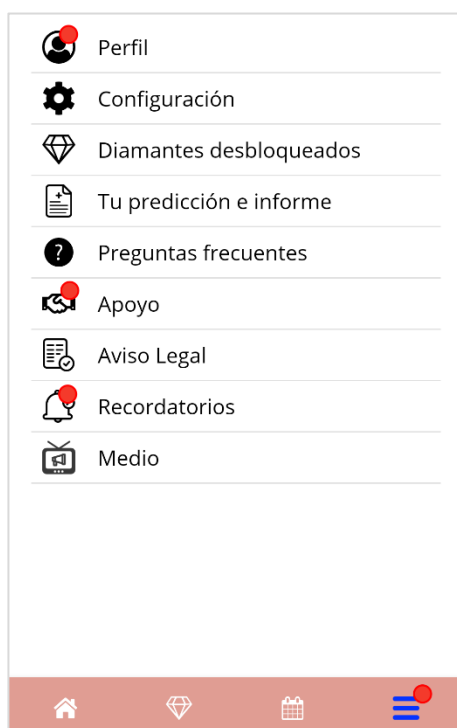 Perfil
Configuración
Diamantes desbloqueados
Tu predicción e informe
Preguntas frecuentes
Apoyo
Aviso Legal
Recordatorios
Medio